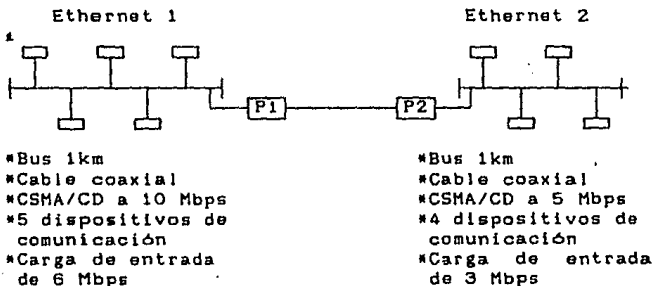 Ethernet 1
Ethernet 2
P1
P2
*Bus 1km
*Cable coaxial
*CSMA/CD a 10 Mbps
*5 dispositivos de
comunicación
*Carga de entrada
de 6 Mbps
*Bus 1km
*Cable coaxial
*CSMA/CD a 5 Mbps
*4 dispositivos de
comunicación
*Carga de entrada
de 3 Mbps